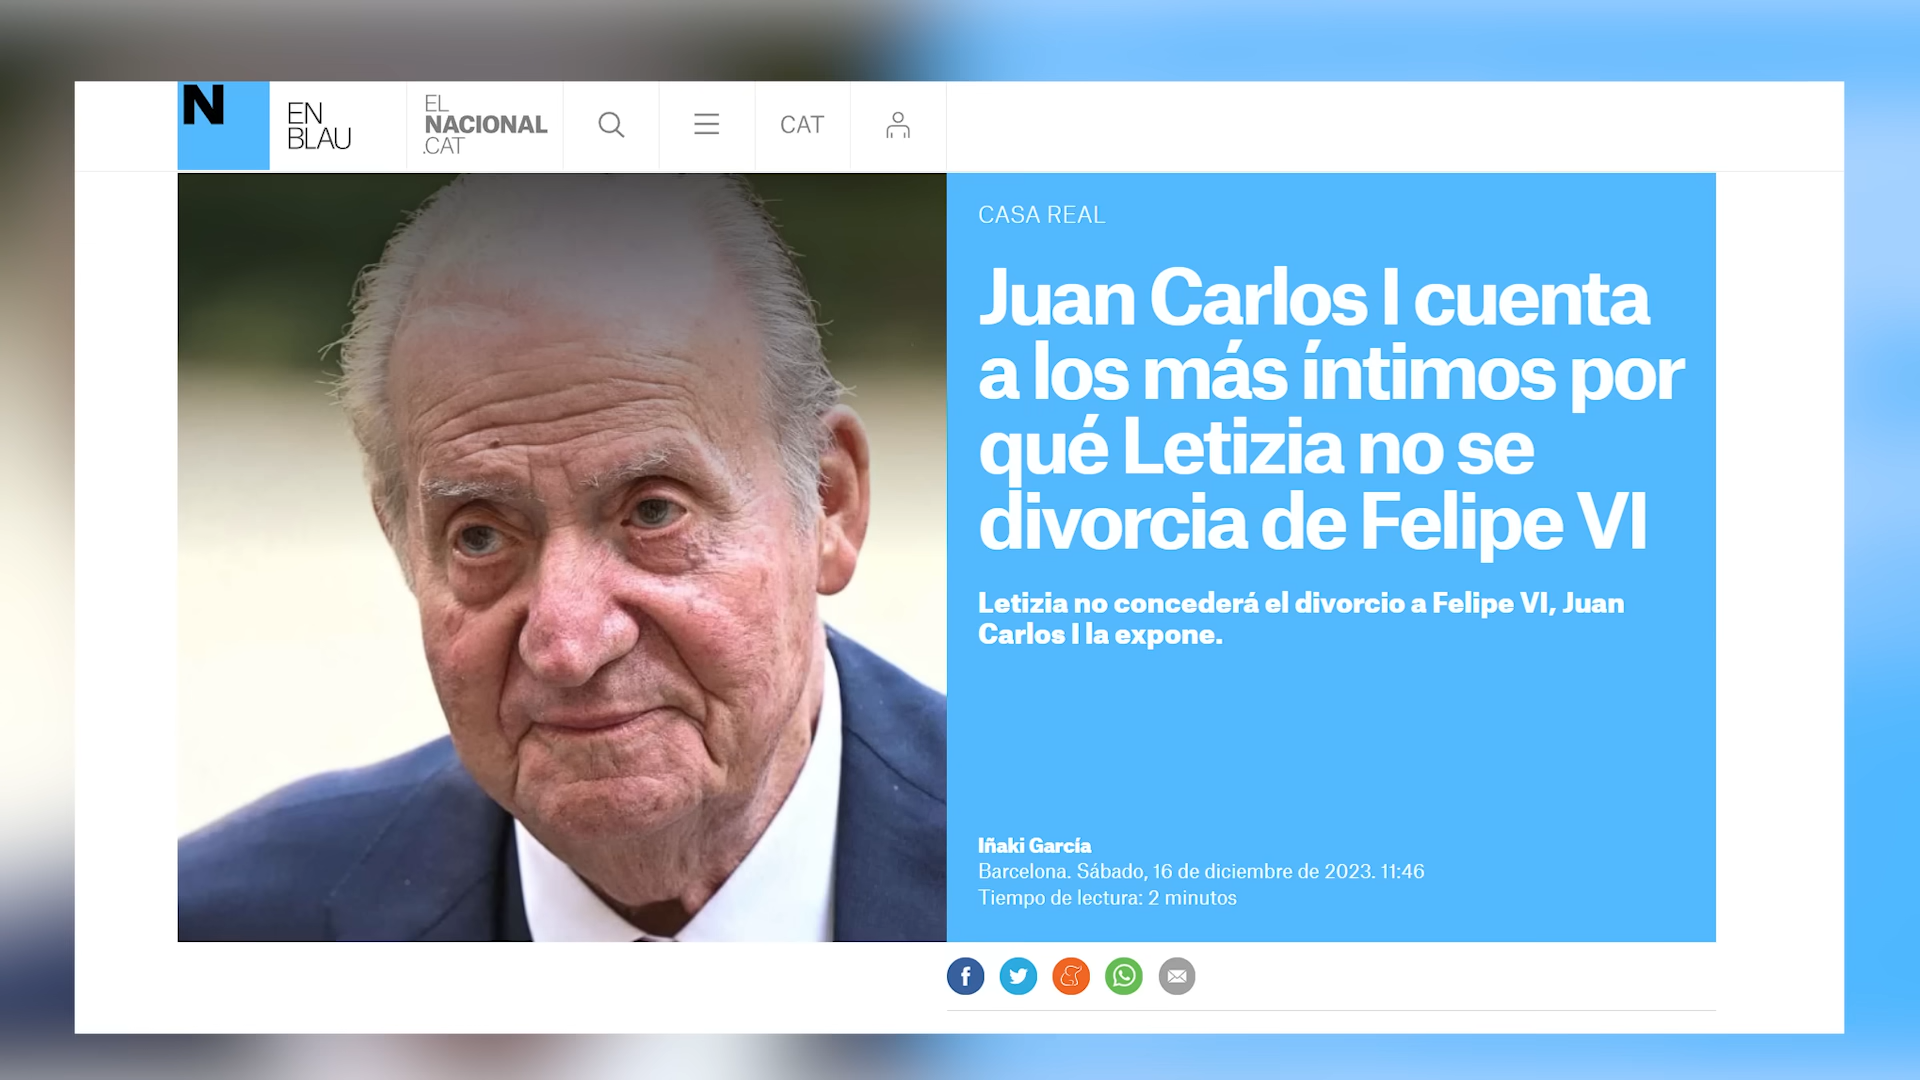 N
EN
BLAU
EL
NACIONAL
.CAT
CAT
CASA REAL
Juan Carlos I cuenta
a los más íntimos por
qué Letizia no se
divorcia de Felipe VI
Letizia no concederá el divorcio a Felipe VI, Juan
Carlos I la expone.
Iñaki García
Barcelona. Sábado, 16 de diciembre de 2023. 11:46
Tiempo de lectura: 2 minutos
f